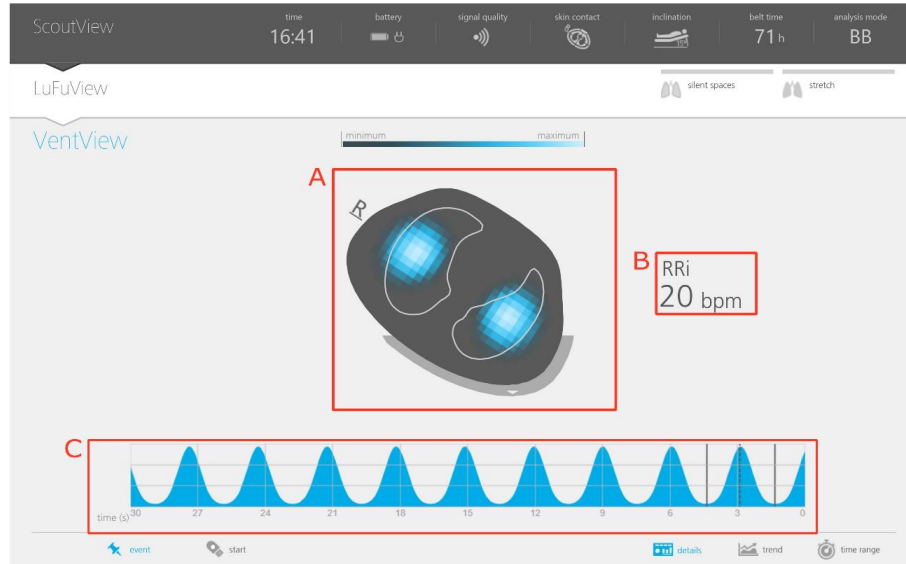 ScoutView
time
16:41
battery
signal quality
skin contact
inclination
15°
belt time
71 h
analysis mode
BB
LuFuView
silent spaces
stretch
VentView
minimum maximum
A
R
B
RRi
20 bpm
C
time (s) 30 27 24 21 18 15 12 9 6 3 0
event start details trend time range